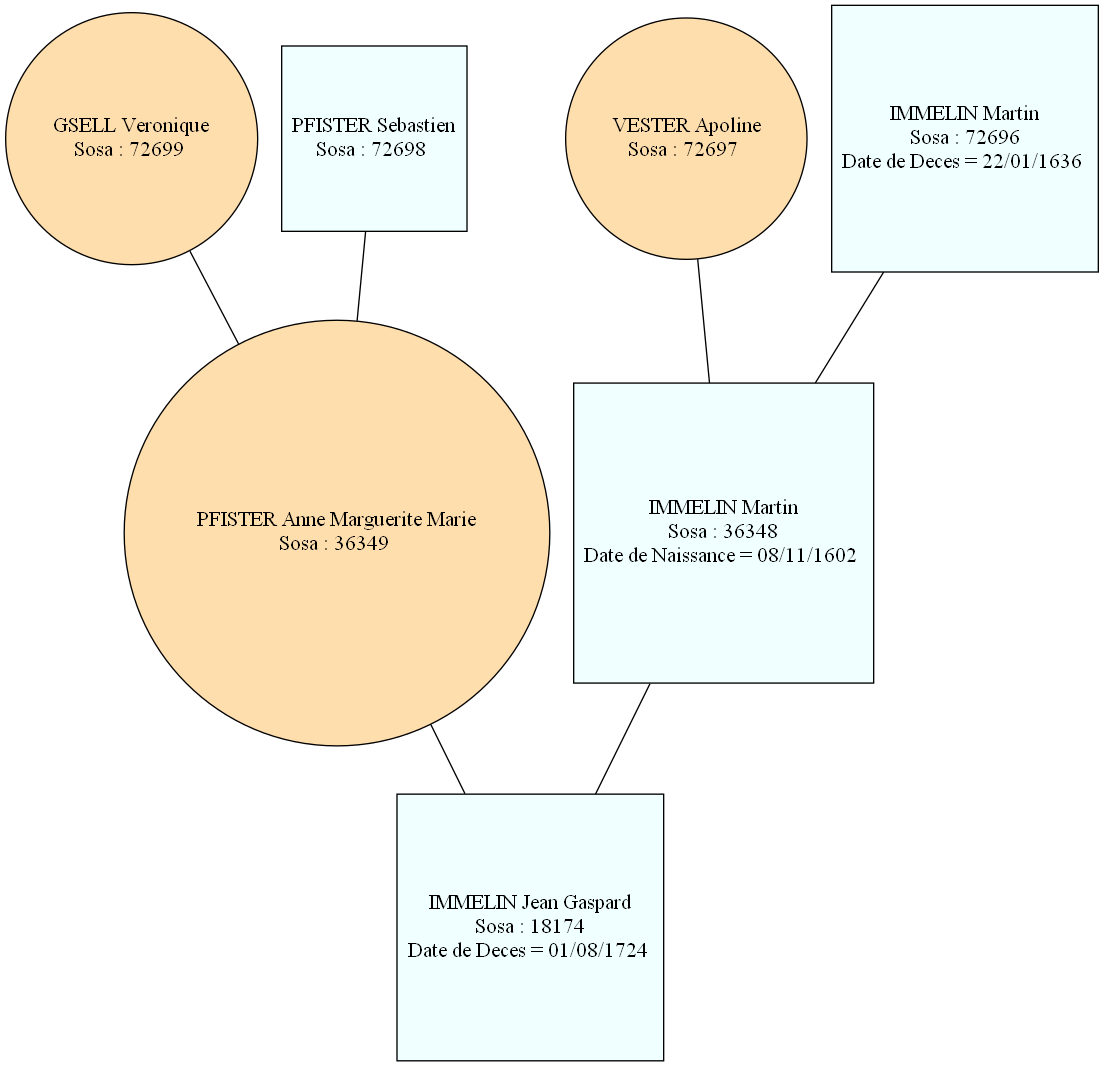 GSELL Veronique
Sosa : 72699
PFISTER Sebastien
Sosa : 72698
VESTER Apoline
Sosa : 72697
IMMELIN Martin
Sosa : 72696
Date de Deces = 22/01/1636
PFISTER Anne Marguerite Marie
Sosa : 36349
IMMELIN Martin
Sosa : 36348
Date de Naissance = 08/11/1602
IMMELIN Jean Gaspard
Sosa : 18174
Date de Deces = 01/08/1724